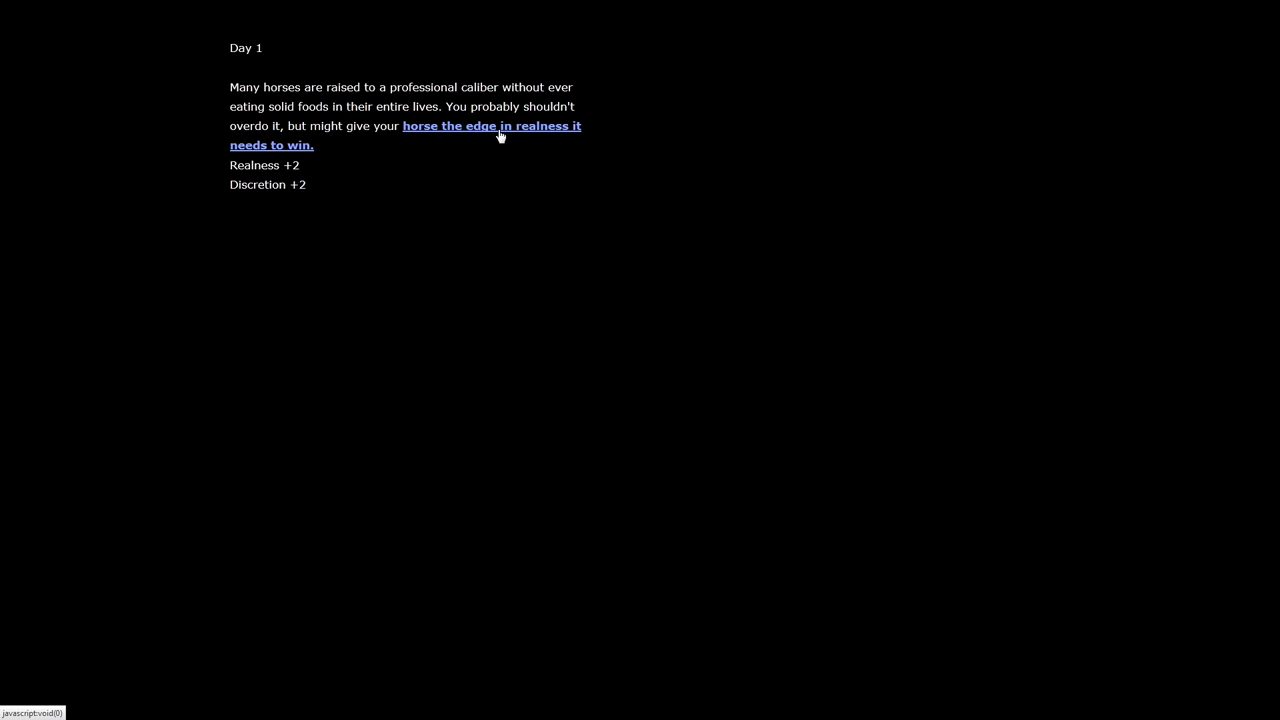 Day 1
Many horses are raised to a professional caliber without ever
eating solid foods in their entire lives. You probably shouldn't
overdo it, but might give your horse the edge in realness it
needs to win.
Realness +2
Discretion +2
javascript:void(0)